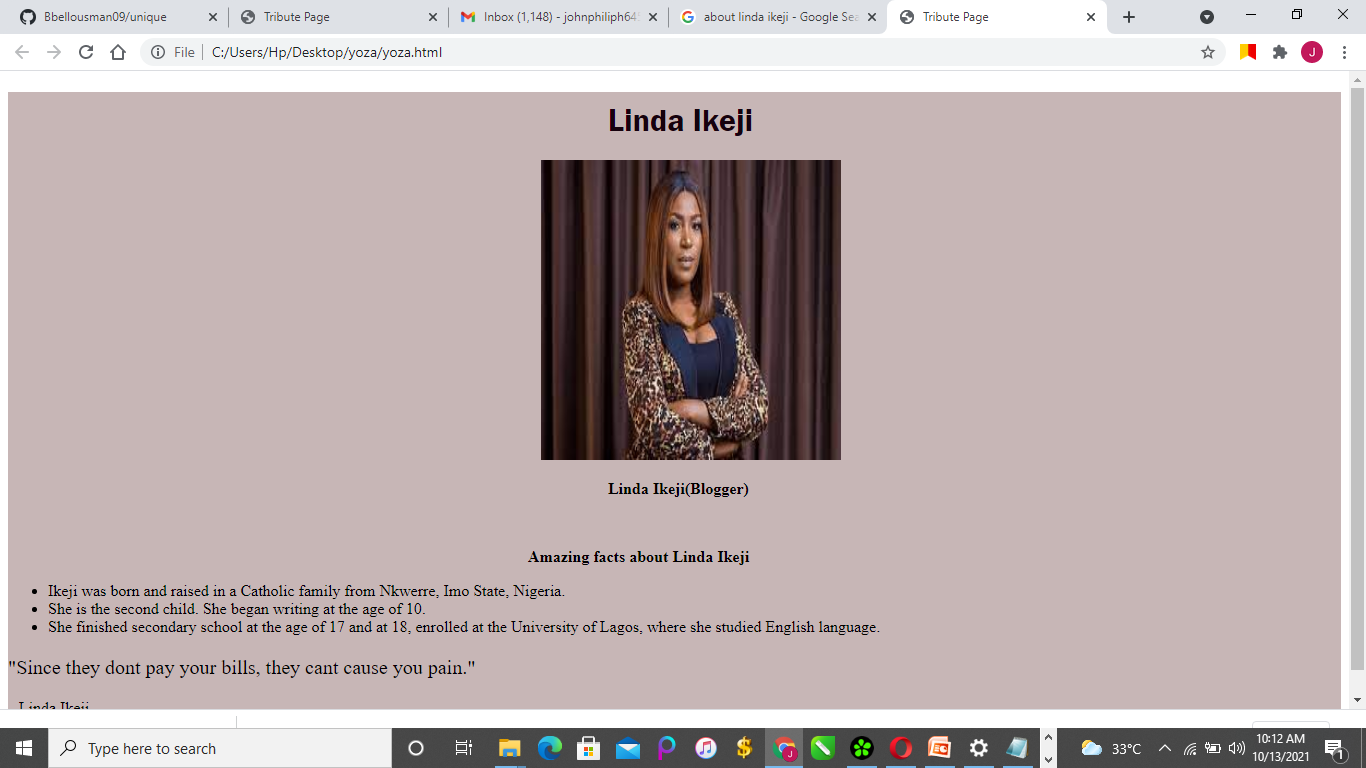 Bbellousman09/unique
Tribute Page
Inbox (1,148) - johnphiliph64
about linda ikeji - Google Sea
Tribute Page
File
C:/Users/Hp/Desktop/yoza/yoza.html
J
Linda Ikeji
Linda Ikeji(Blogger)
Amazing facts about Linda Ikeji
Ikeji was born and raised in a Catholic family from Nkwerre, Imo State, Nigeria.
She is the second child. She began writing at the age of 10.
She finished secondary school at the age of 17 and at 18, enrolled at the University of Lagos, where she studied English language.
"Since they dont pay your bills, they cant cause you pain."
Linda Ikeji
Type here to search
J
33°C
10:12 AM
10/13/2021
1